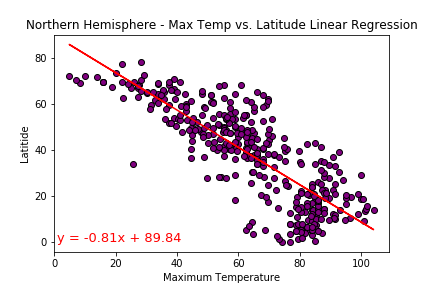 Northern Hemisphere - Max Temp vs. Latitude Linear Regression
80
60
40
20
0
Latitude
y = -0.81x + 89.84
0 20 40 60 80 100
Maximum Temperature